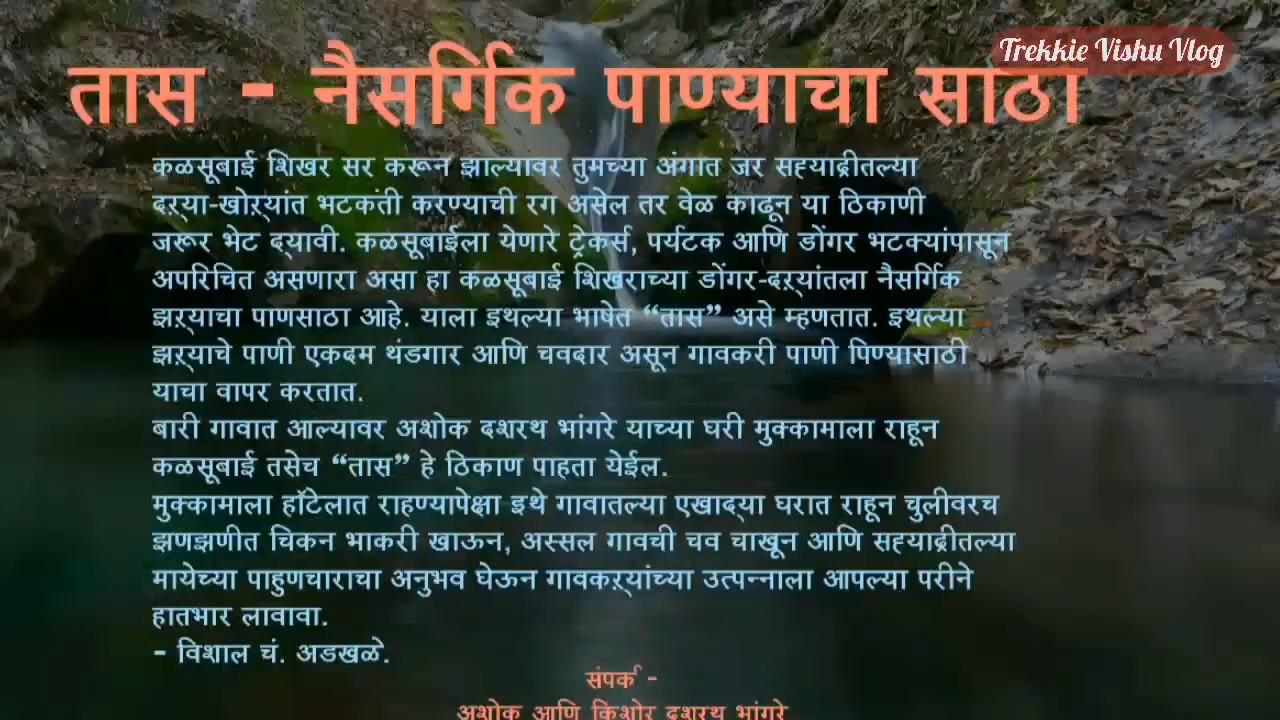 Trekkie Vishu Vlog
तास - नैसर्गिक पाण्याचा साठा
कळसूबाई शिखर सर करून झाल्यावर तुमच्या अंगात जर सह्याद्रीतल्या
दऱ्या-खोऱ्यांत भटकंती करण्याची रग असेल तर वेळ काढून या ठिकाणी
जरूर भेट द्यावी. कळसूबाईला येणारे ट्रेकर्स, पर्यटक आणि डोंगर भटक्यांपासून
अपरिचित असणारा असा हा कळसूबाई शिखराच्या डोंगर-दऱ्यांतला नैसर्गिक
झऱ्याचा पाणसाठा आहे. याला इथल्या भाषेत “तास” असे म्हणतात. इथल्या
झऱ्याचे पाणी एकदम थंडगार आणि चवदार असून गावकरी पाणी पिण्यासाठी
याचा वापर करतात.
बारी गावात आल्यावर अशोक दशरथ भांगरे याच्या घरी मुक्कामाला राहून
कळसूबाई तसेच “तास” हे ठिकाण पाहता येईल.
मुक्कामाला हॉटेलात राहण्यापेक्षा इथे गावातल्या एखाद्या घरात राहून चुलीवरच
झणझणीत चिकन भाकरी खाऊन, अस्सल गावची चव चाखून आणि सह्याद्रीतल्या
मायेच्या पाहुणचाराचा अनुभव घेऊन गावकऱ्यांच्या उत्पन्नाला आपल्या परीने
हातभार लावावा.
- विशाल चं. अडखळे.
संपर्क -
अशोक आणि किशोर दशरथ भांगरे